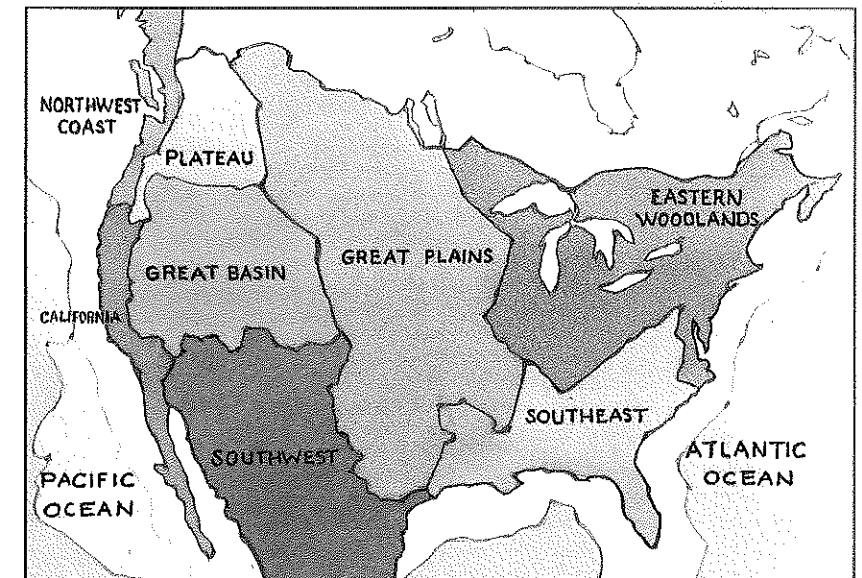 NORTHWEST
COAST
PLATEAU
EASTERN
WOODLANDS
GREAT BASIN
GREAT PLAINS
CALIFORNIA
SOUTHEAST
SOUTHWEST
ATLANTIC
OCEAN
PACIFIC
OCEAN